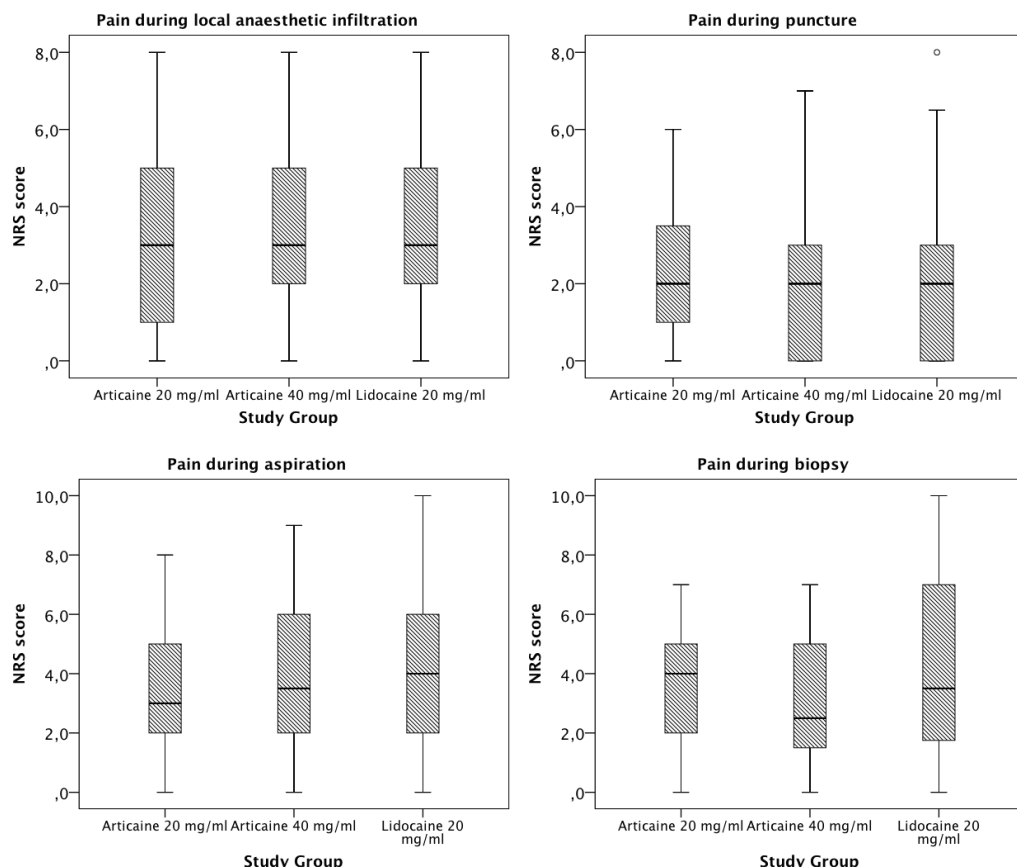 Pain during local anaesthetic infiltration
8,0
6,0
4,0
2,0
,0
NRS score
Articaine 20 mg/ml Articaine 40 mg/ml Lidocaine 20 mg/ml
Study Group
Pain during puncture
8,0
6,0
4,0
2,0
,0
NRS score
Articaine 20 mg/ml Articaine 40 mg/ml Lidocaine 20 mg/ml
Study Group
Pain during aspiration
10,0
8,0
6,0
4,0
2,0
,0
NRS score
Articaine 20 mg/ml Articaine 40 mg/ml Lidocaine 20
mg/ml
Study Group
Pain during biopsy
10,0
8,0
6,0
4,0
2,0
,0
NRS score
Articaine 20 mg/ml Articaine 40 mg/ml Lidocaine 20
mg/ml
Study Group